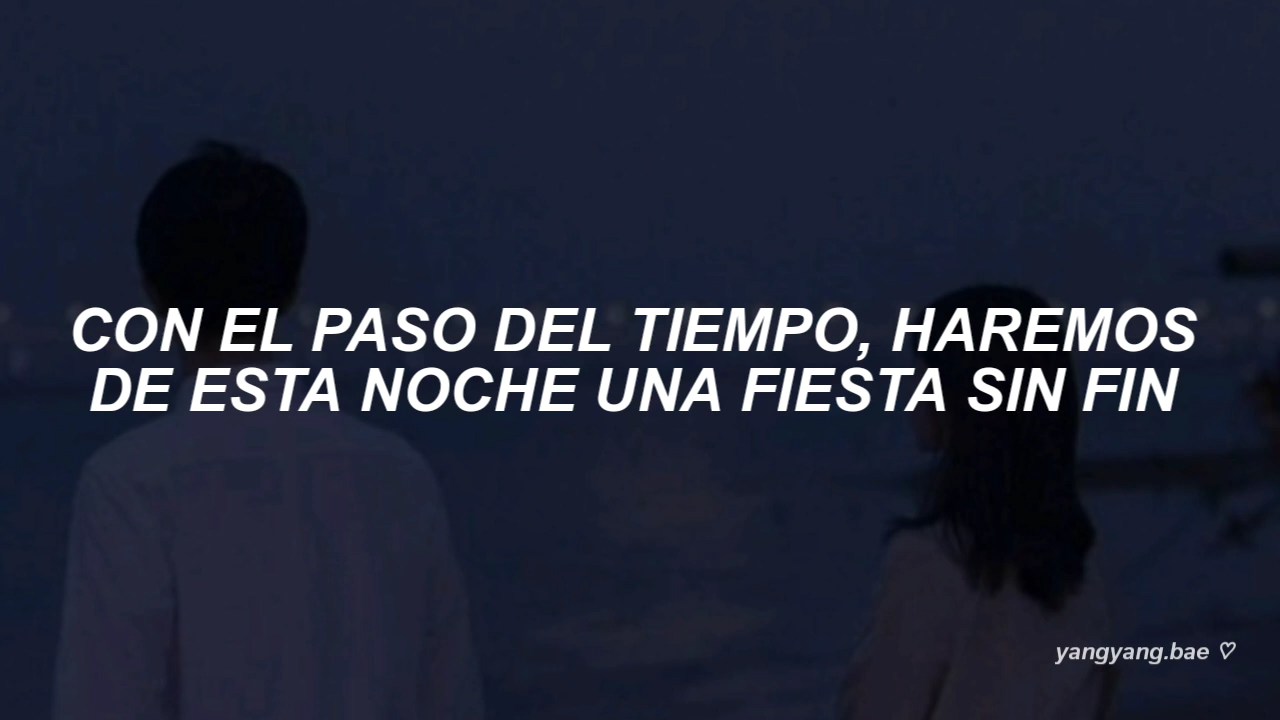 CON EL PASO DEL TIEMPO, HAREMOS
DE ESTA NOCHE UNA FIESTA SIN FIN
yangyang.bae ♡